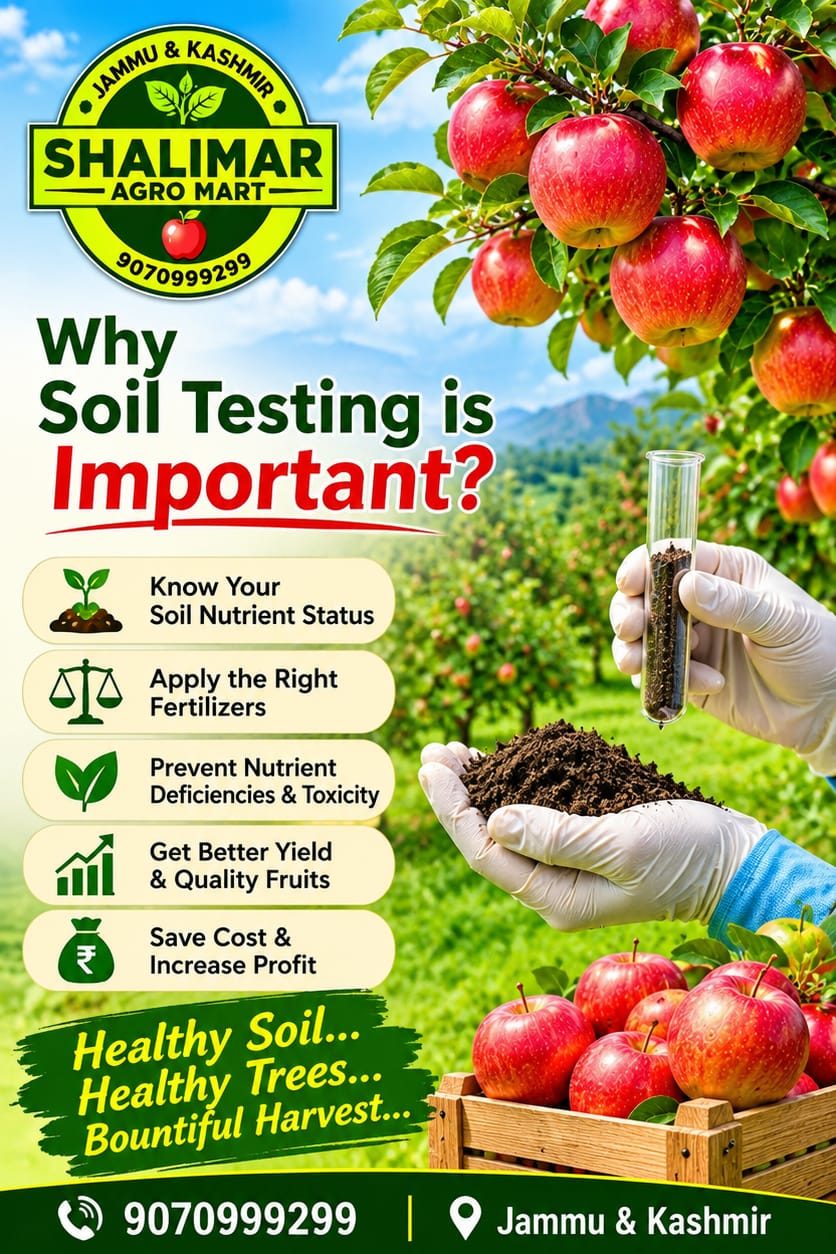 JAMMU & KASHMIR
SHALIMAR
AGRO MART
9070999299
Why
Soil Testing is
Important?
Know Your
Soil Nutrient Status
Apply the Right
Fertilizers
Prevent Nutrient
Deficiencies & Toxicity
Get Better Yield
& Quality Fruits
₹
Save Cost &
Increase Profit
Healthy Soil...
Healthy Trees...
Bountiful Harvest...
9070999299 | Jammu & Kashmir